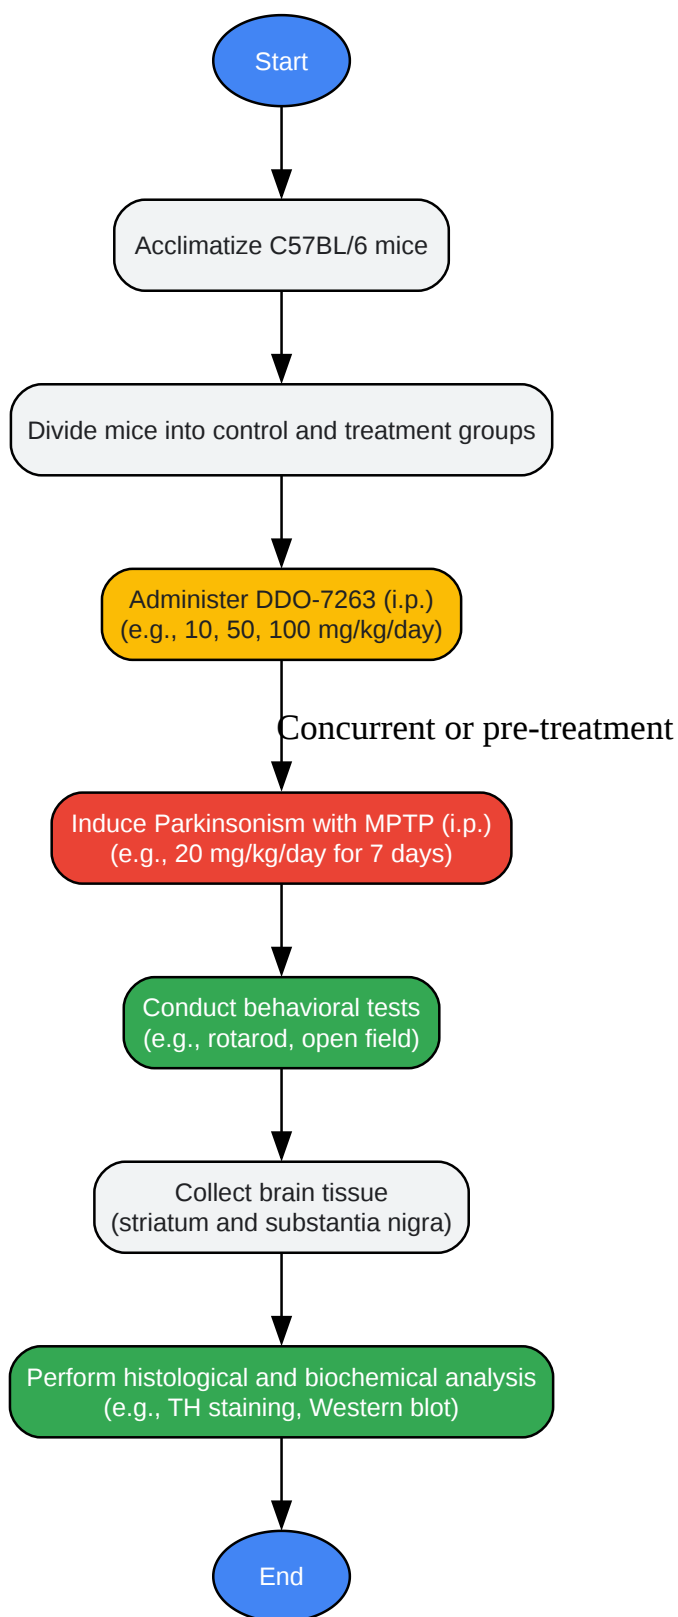 Start
Acclimatize C57BL/6 mice
Divide mice into control and treatment groups
Administer DDO-7263 (i.p.)
(e.g., 10, 50, 100 mg/kg/day)
Concurrent or pre-treatment
Induce Parkinsonism with MPTP (i.p.)
(e.g., 20 mg/kg/day for 7 days)
Conduct behavioral tests
(e.g., rotarod, open field)
Collect brain tissue
(striatum and substantia nigra)
Perform histological and biochemical analysis
(e.g., TH staining, Western blot)
End